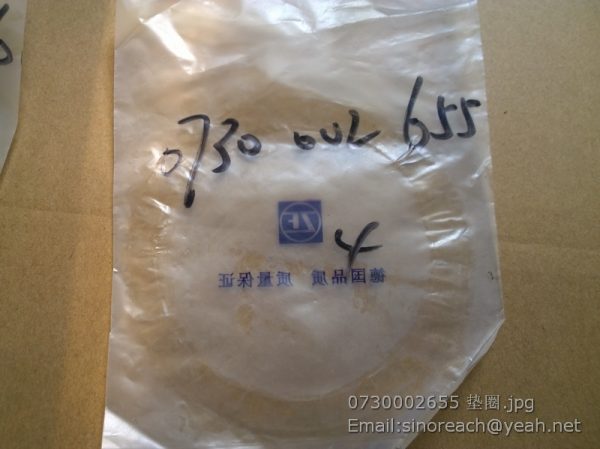 0730 002 655
ZF
4
德国品质 质量保证
0730002655 垫圈.jpg
Email:sinoreach@yeah.net